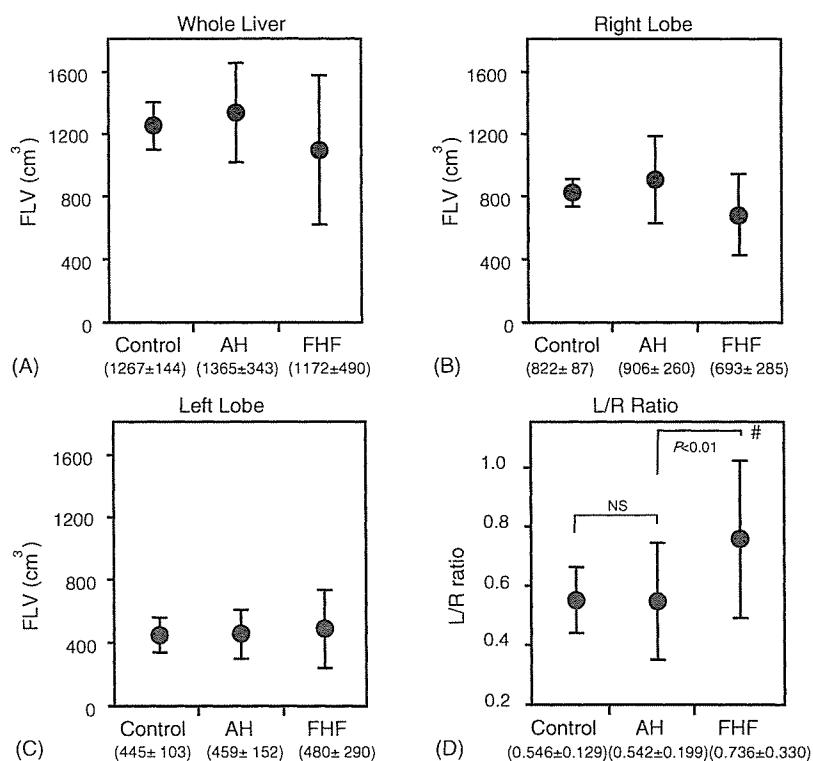 Whole Liver
1600
1200
800
400
0
FLV (cm3)
Control AH FHF
(A) (1267±144) (1365±343) (1172±490)
Right Lobe
1600
1200
800
400
0
FLV (cm3)
Control AH FHF
(B) (822± 87) (906± 260) (693± 285)
Left Lobe
1600
1200
800
400
0
FLV (cm3)
Control AH FHF
(C) (445± 103) (459± 152) (480± 290)
L/R Ratio
#
P<0.01
NS
1.0
0.8
0.6
0.4
0.2
L/R ratio
Control AH FHF
(D) (0.546±0.129) (0.542±0.199) (0.736±0.330)